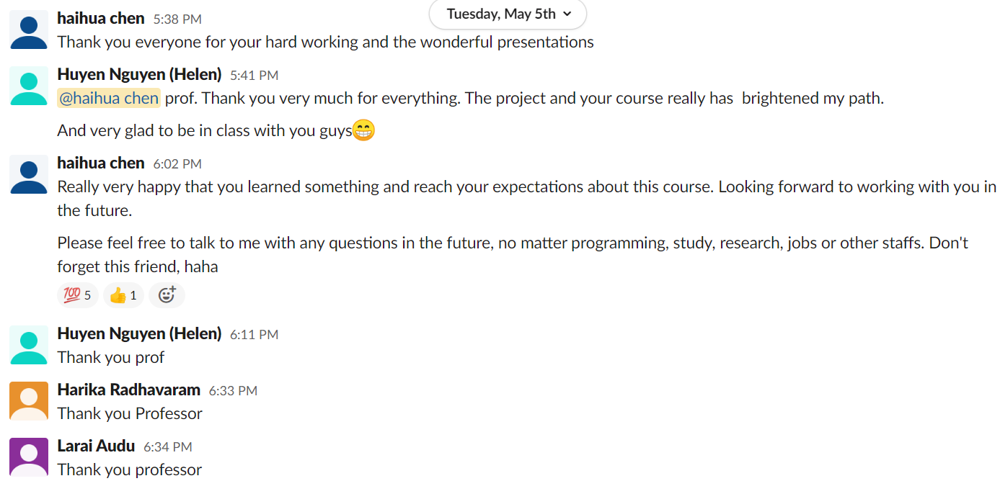 Tuesday, May 5th
haihua chen 5:38 PM
Thank you everyone for your hard working and the wonderful presentations
Huyen Nguyen (Helen) 5:41 PM
@haihua chen prof. Thank you very much for everything. The project and your course really has  brightened my path.
And very glad to be in class with you guys😁
haihua chen 6:02 PM
Really very happy that you learned something and reach your expectations about this course. Looking forward to working with you in
the future.
Please feel free to talk to me with any questions in the future, no matter programming, study, research, jobs or other staffs. Don't
forget this friend, haha
💯 5 👍 1
Huyen Nguyen (Helen) 6:11 PM
Thank you prof
Harika Radhavaram 6:33 PM
Thank you Professor
Larai Audu 6:34 PM
Thank you professor